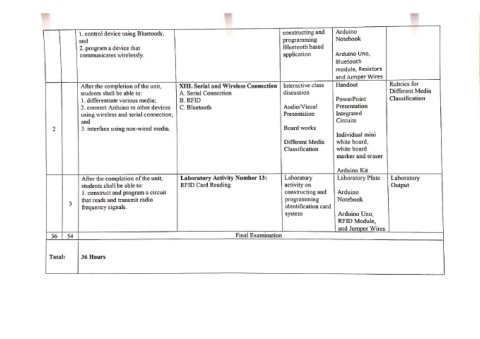 1. control device using Bluetooth;
and
2. program a device that
communicates wirelessly.
constructing and
programming
Bluetooth based
application
Arduino
Notebook
Arduino Uno,
Bluetooth
module, Resistors
and Jumper Wires
2
After the completion of the unit,
students shall be able to:
1. differentiate various media;
2. connect Arduino to other devices
using wireless and serial connection;
and
3. interface using non-wired media.
XIII. Serial and Wireless Connection
A. Serial Connection
B. RFID
C. Bluetooth
Interactive class
discussion
Audio/Visual
Presentation
Board works
Different Media
Classification
Handout
PowerPoint
Presentation
Integrated
Circuits
Individual mini
white board,
white board
marker and eraser
Arduino Kit
Rubrics for
Different Media
Classification
3
After the completion of the unit,
students shall be able to:
1. construct and program a circuit
that reads and transmit radio
frequency signals.
Laboratory Activity Number 13:
RFID Card Reading
Laboratory
activity on
constructing and
programming
identification card
system
Laboratory Plate
Arduino
Notebook
Arduino Uno,
RFID Module,
and Jumper Wires
Laboratory
Output
36 54 Final Examination
Total: 36 Hours